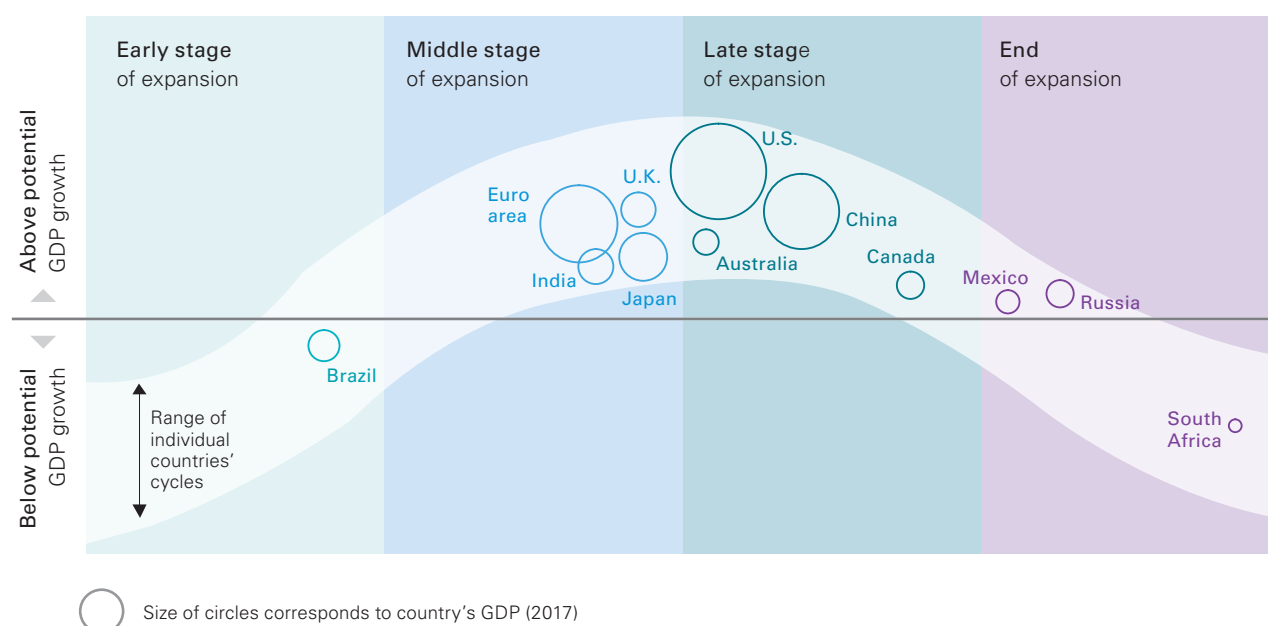 Early stage
of expansion
Middle stage
of expansion
Late stage
of expansion
End
of expansion
Above potential
GDP growth
Below potential
GDP growth
U.S.
U.K.
Euro
area
China
Australia
India
Japan
Canada
Mexico
Russia
Brazil
Range of
individual
countries’
cycles
South
Africa
Size of circles corresponds to country’s GDP (2017)